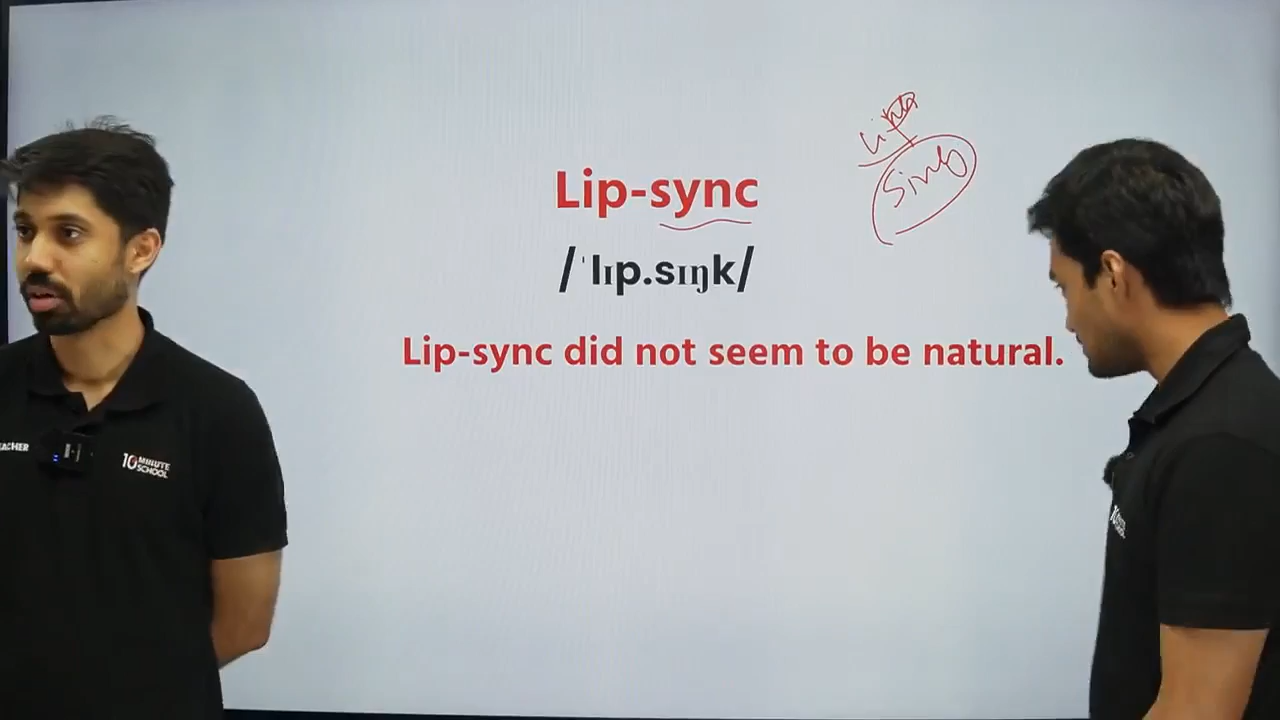 Lip-sync
/ˈlɪp.sɪŋk/
Lip-sync did not seem to be natural.
Sing
10 MINUTE
SCHOOL